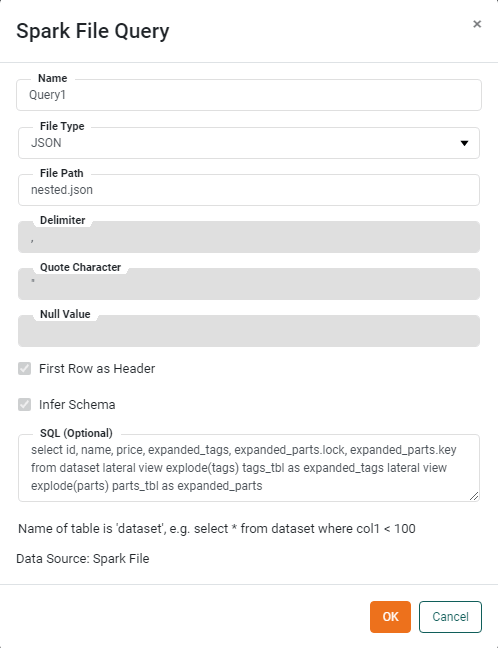 Spark File Query
×
Name
Query1
File Type
JSON
File Path
nested.json
Delimiter
,
Quote Character
"
Null Value
First Row as Header
Infer Schema
SQL (Optional)
select id, name, price, expanded_tags, expanded_parts.lock, expanded_parts.key
from dataset lateral view explode(tags) tags_tbl as expanded_tags lateral view
explode(parts) parts_tbl as expanded_parts
Name of table is 'dataset', e.g. select * from dataset where col1 < 100
Data Source: Spark File
OK
Cancel